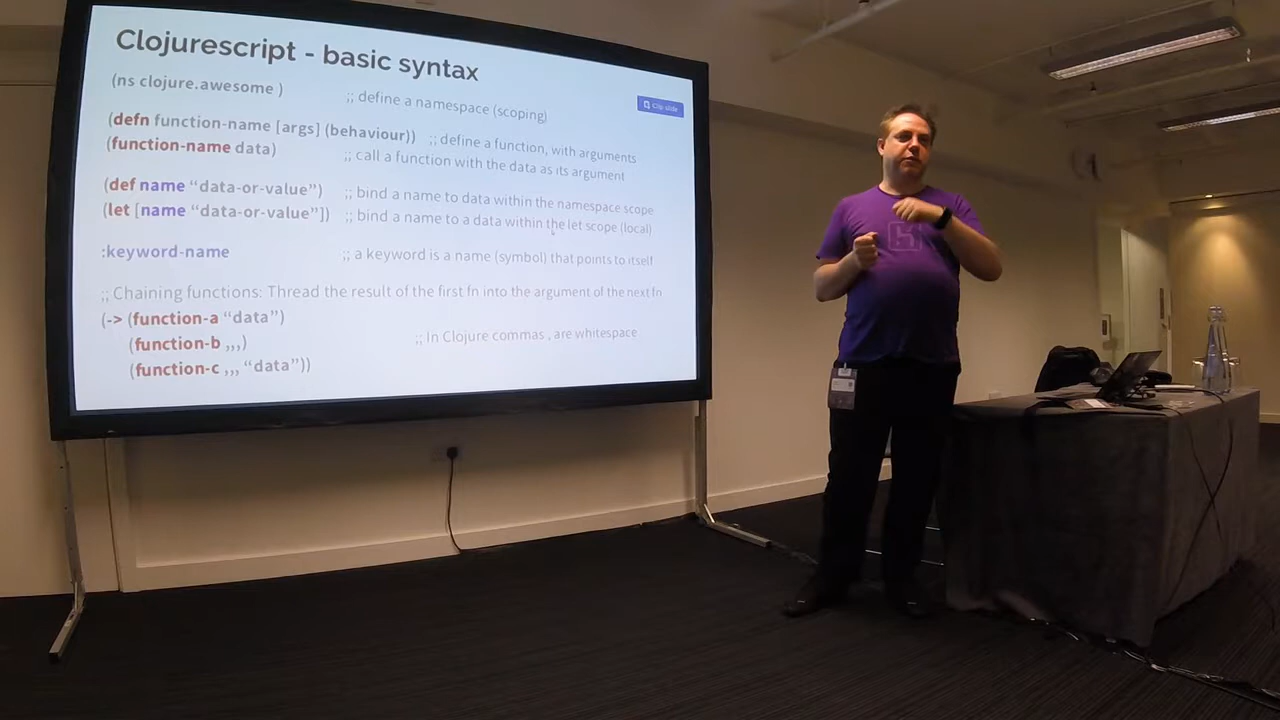 Clojurescript - basic syntax
(ns clojure.awesome ) ;; define a namespace (scoping)
Clip slide
(defn function-name [args] (behaviour)) ;; define a function, with arguments
(function-name data) ;; call a function with the data as its argument
(def name “data-or-value”) ;; bind a name to data within the namespace scope
(let [name “data-or-value”]) ;; bind a name to a data within the let scope (local)
:keyword-name ;; a keyword is a name (symbol) that points to itself
;; Chaining functions: Thread the result of the first fn into the argument of the next fn
(-> (function-a “data”)
(function-b ,,,) ;; In Clojure commas , are whitespace
(function-c ,,, “data”))